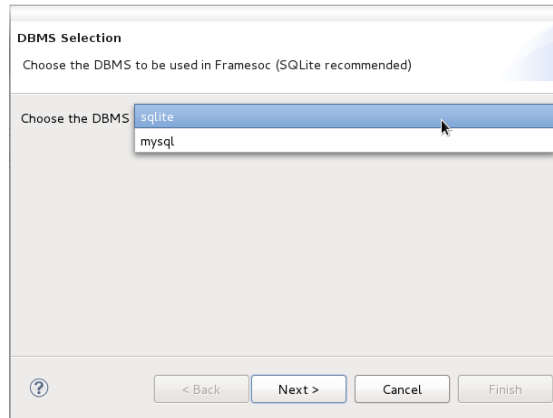 DBMS Selection
Choose the DBMS to be used in Framesoc (SQLite recommended)
Choose the DBMS sqlite
mysql
? < Back Next > Cancel Finish